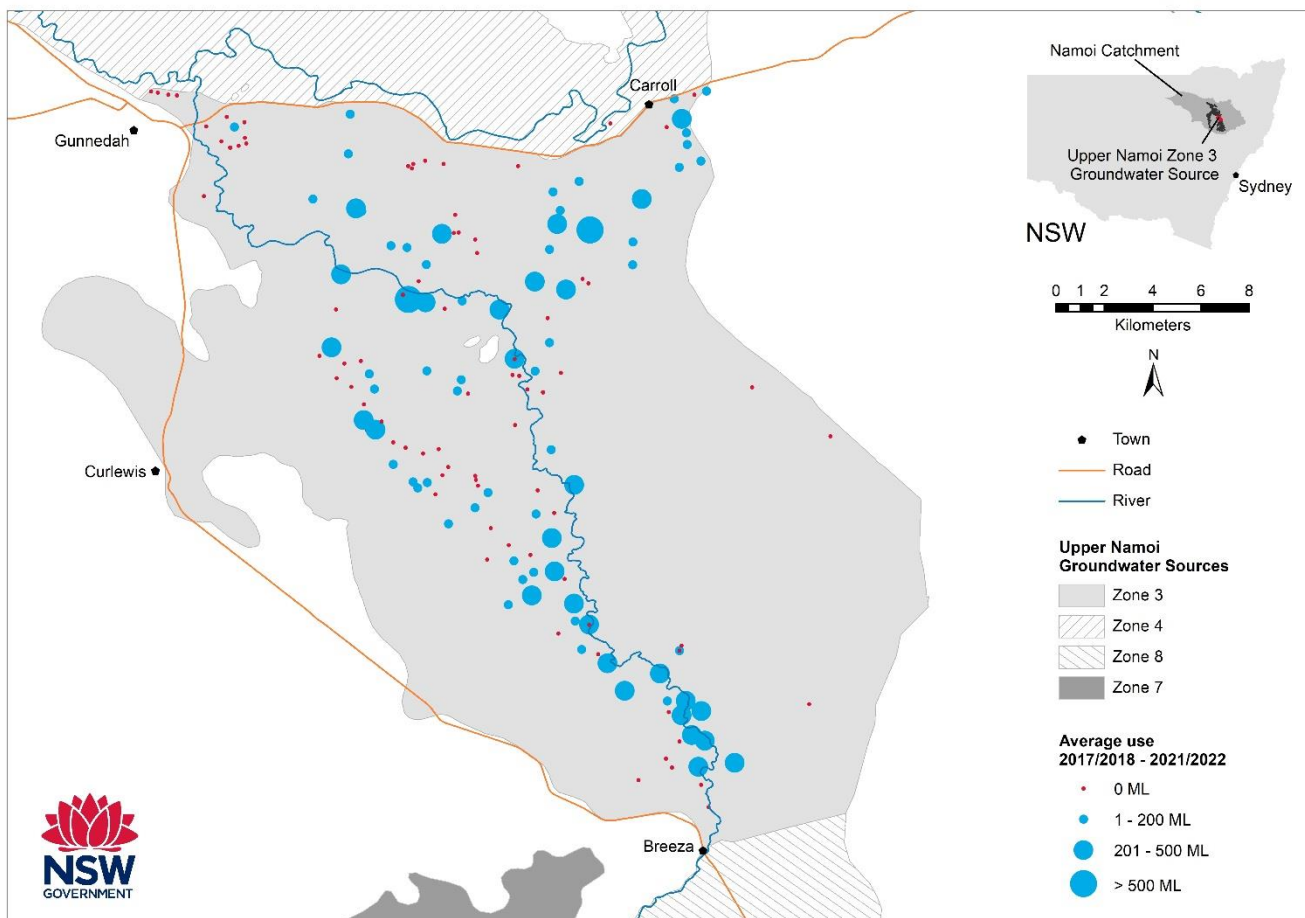 Gunnedah
Carroll
Curlewis
Breeza
NSW
GOVERNMENT
Namoi Catchment
Upper Namoi Zone 3
Groundwater Source
Sydney
NSW
0 1 2 4 6 8
Kilometers
N
Town
Road
River
Upper Namoi
Groundwater Sources
Zone 3
Zone 4
Zone 8
Zone 7
Average use
2017/2018 - 2021/2022
0 ML
1 - 200 ML
201 - 500 ML
> 500 ML